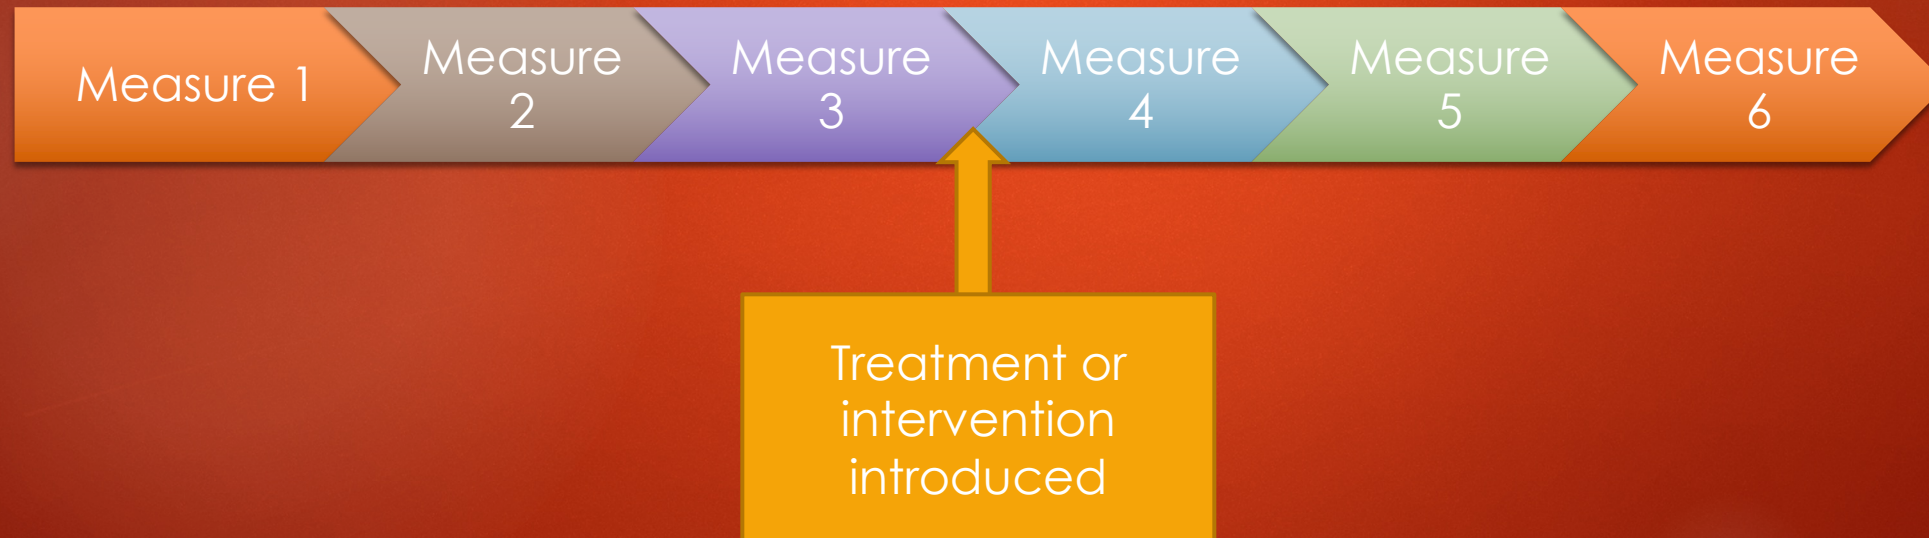 Measure 1
Measure
2
Measure
3
Measure
4
Measure
5
Measure
6
Treatment or
intervention
introduced